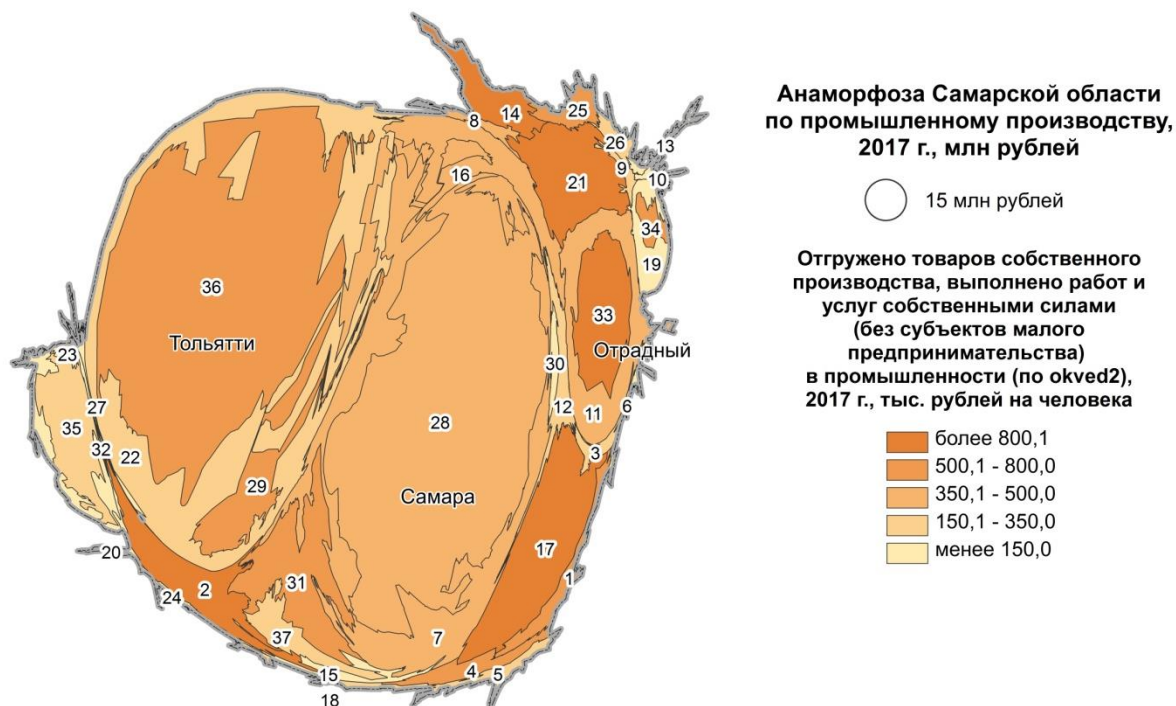 Анаморфоза Самарской области
по промышленному производству,
2017 г., млн рублей
15 млн рублей
Отгружено товаров собственного
производства, выполнено работ и
услуг собственными силами
(без субъектов малого
предпринимательства)
в промышленности (по okved2),
2017 г., тыс. рублей на человека
более 800,1
500,1 - 800,0
350,1 - 500,0
150,1 - 350,0
менее 150,0
8
14
25
26
13
9
10
16
21
34
19
36
33
Тольятти
Отрадный
23
30
27
12
11
6
35
28
32
22
3
29
Самара
17
20
2
31
1
24
37
7
15
4
5
18